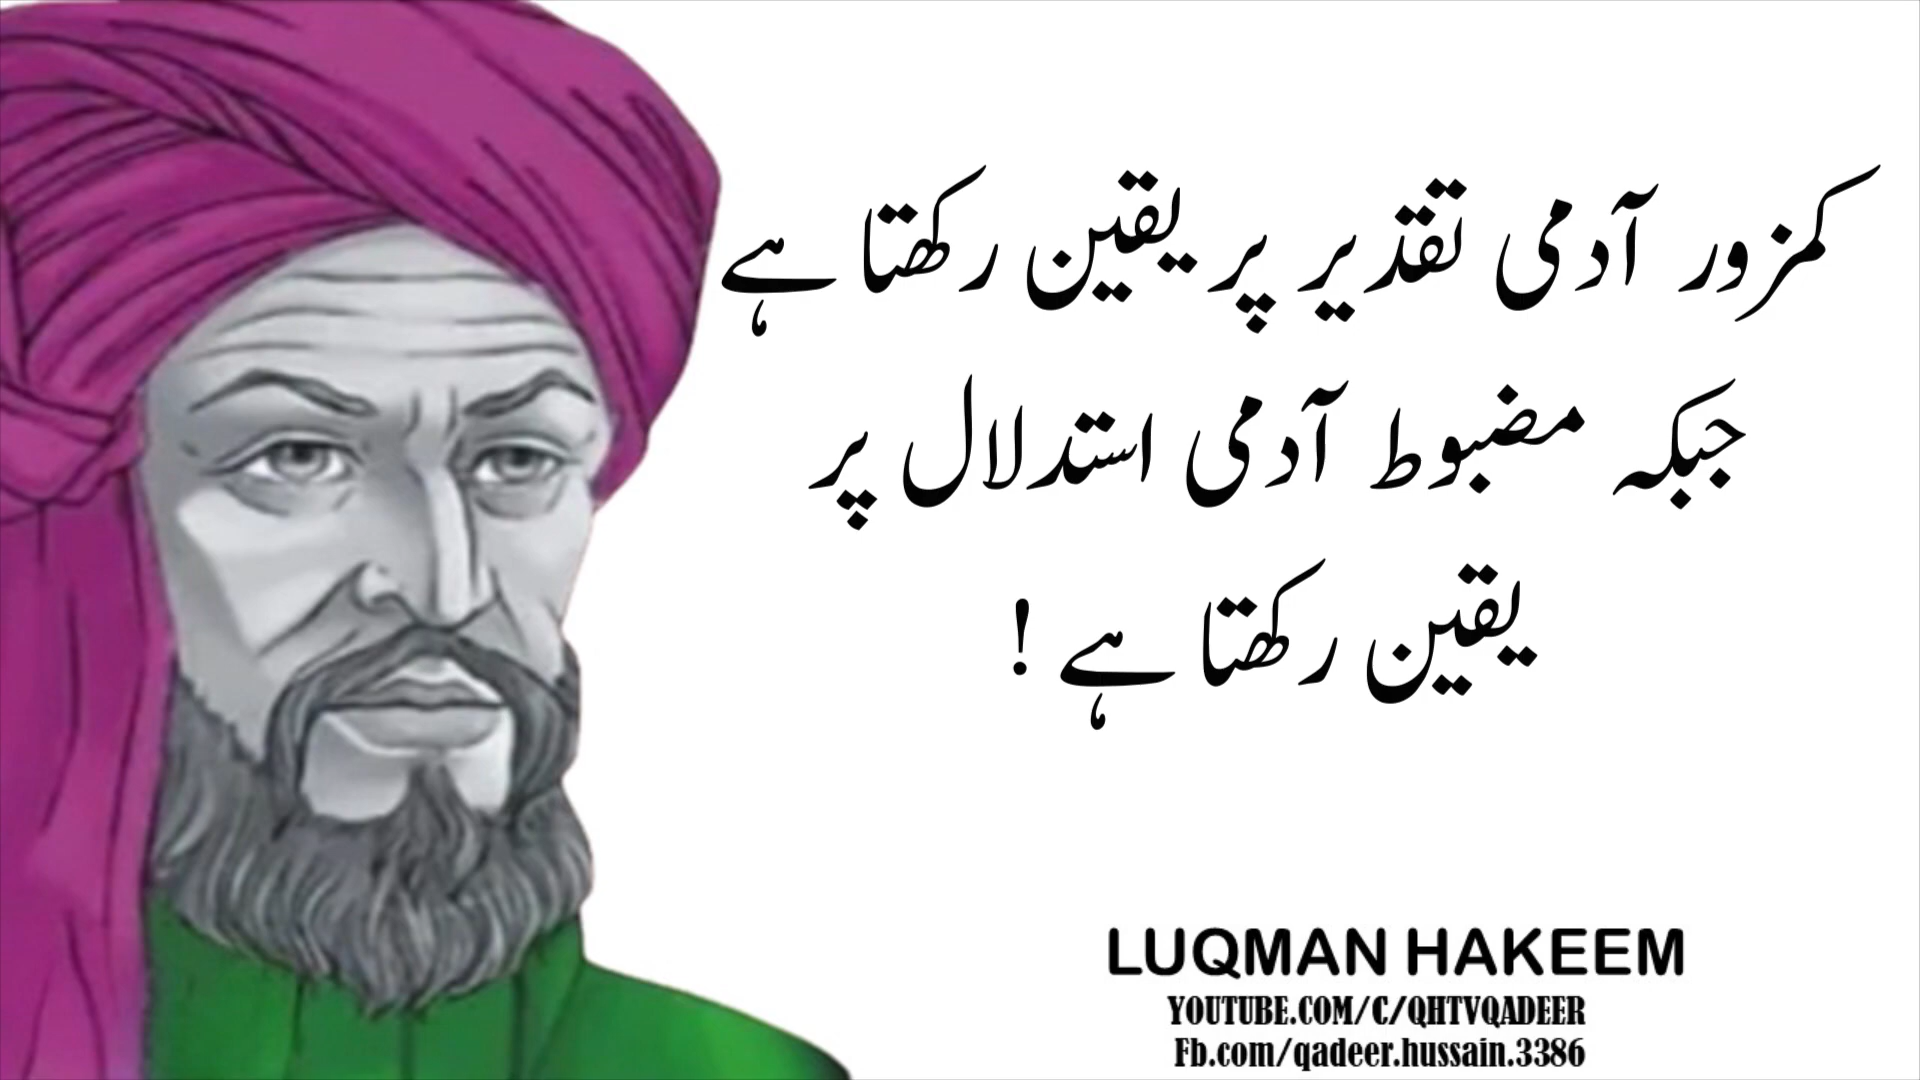 کمزور آدمی تقدیر پر یقین رکھتا ہے
جبکہ مضبوط آدمی استدلال پر
یقین رکھتا ہے !
LUQMAN HAKEEM
YOUTUBE.COM/C/QHTVQADEER
Fb.com/qadeer.hussain.3386